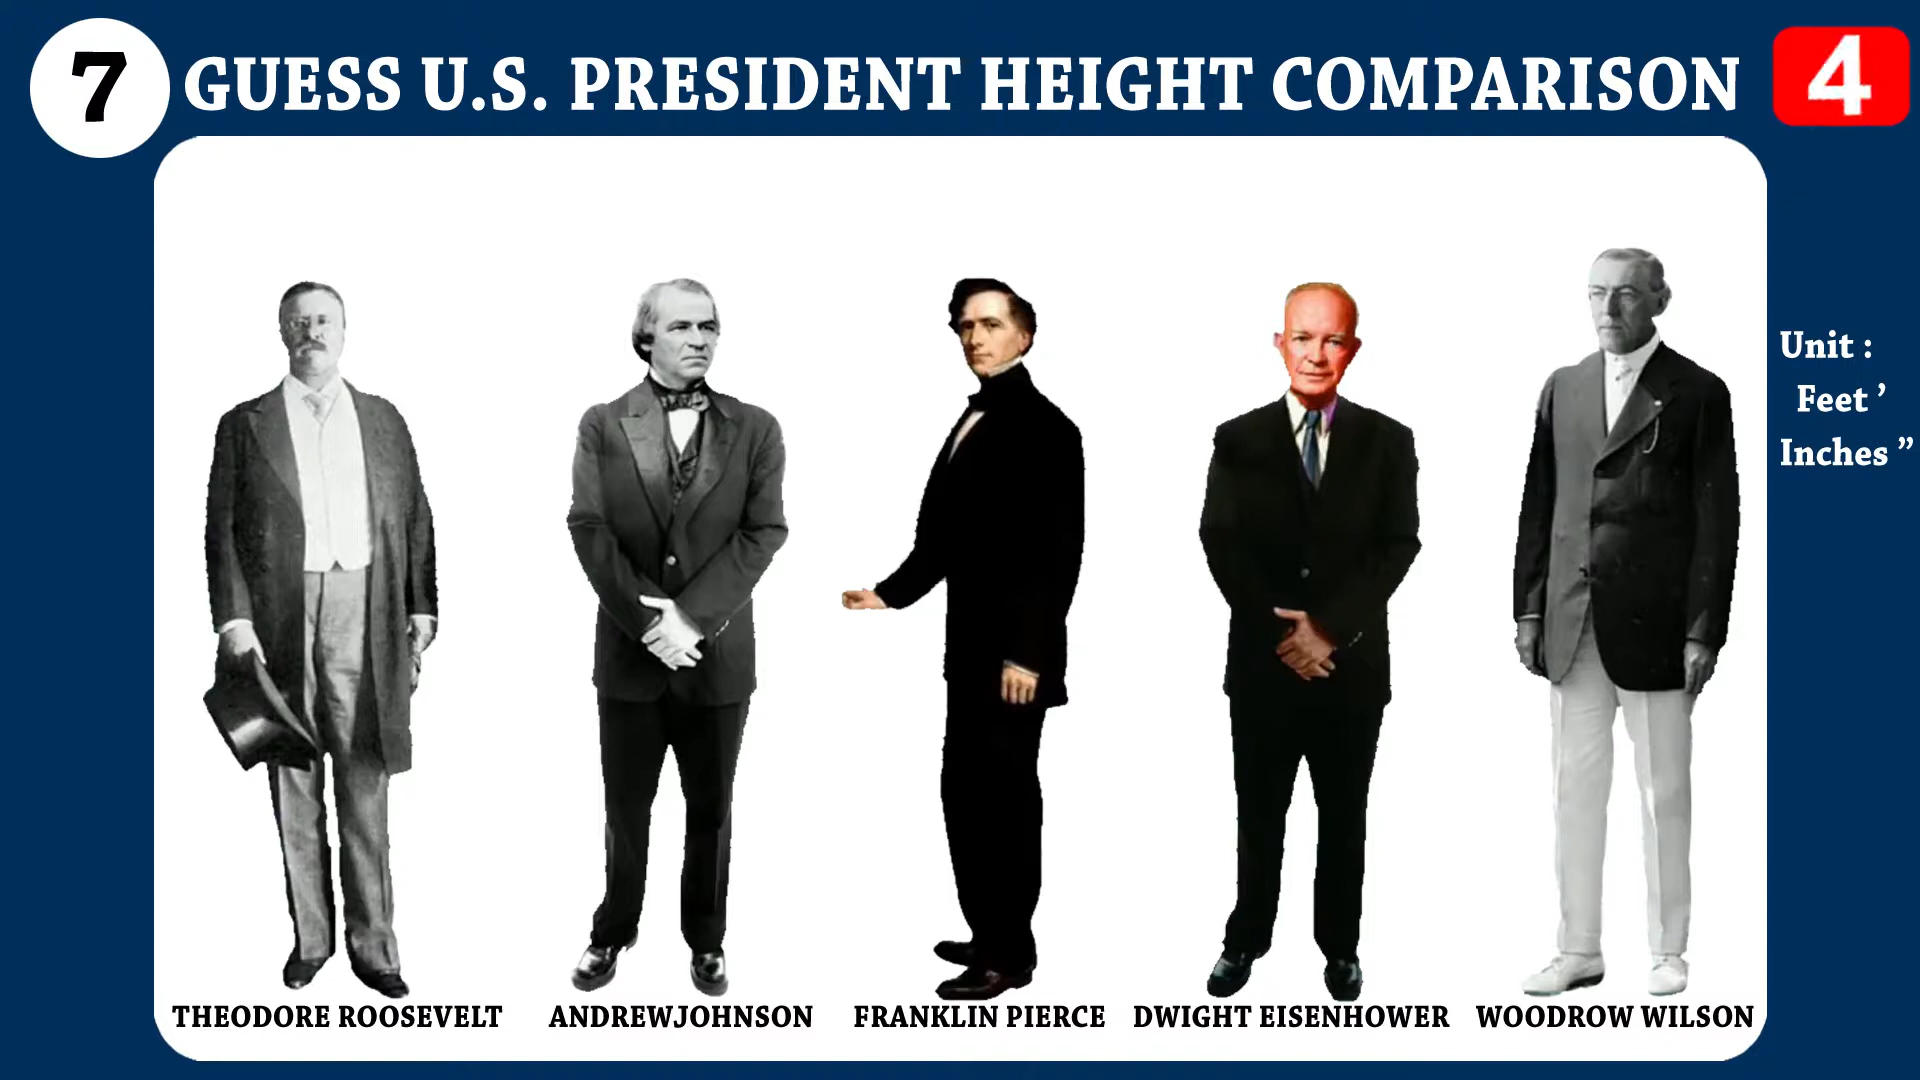 7
GUESS U.S. PRESIDENT HEIGHT COMPARISON
4
Unit :
Feet ’
Inches ”
THEODORE ROOSEVELT
ANDREWJOHNSON
FRANKLIN PIERCE
DWIGHT EISENHOWER
WOODROW WILSON